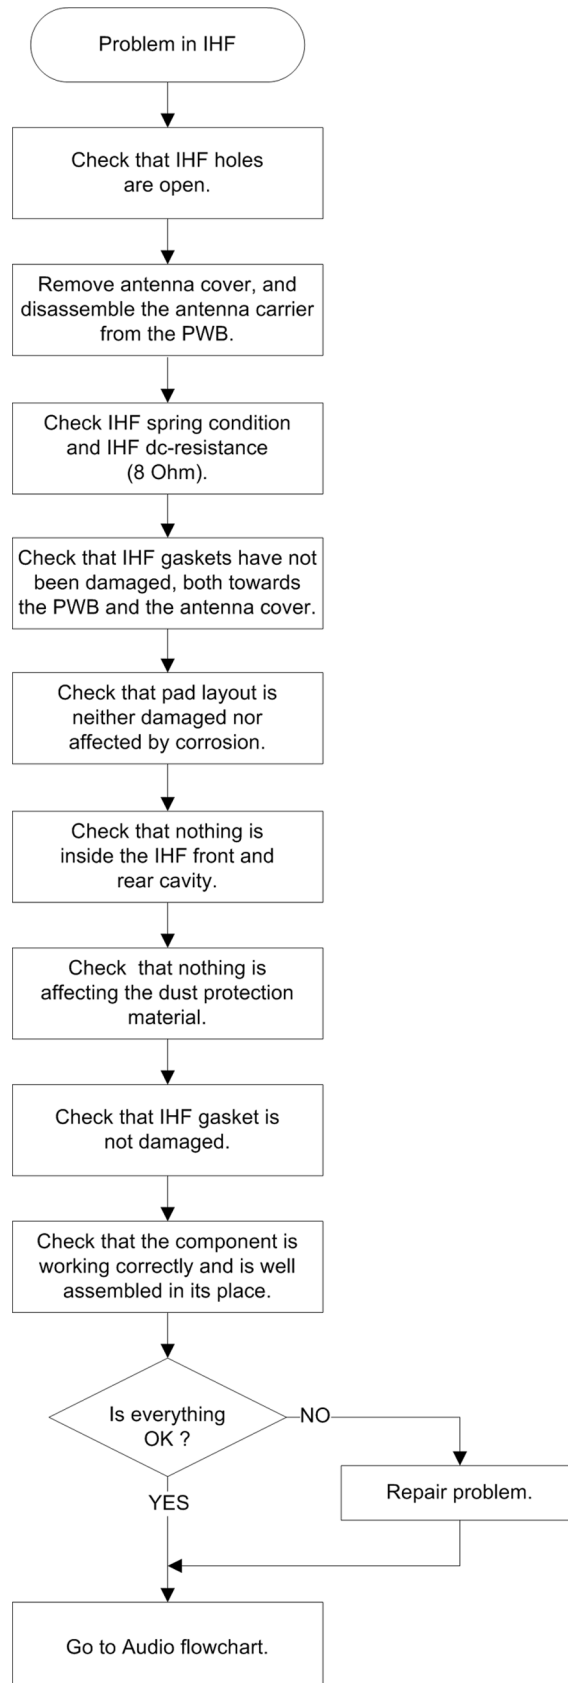 Problem in IHF
Check that IHF holes
are open.
Remove antenna cover, and
disassemble the antenna carrier
from the PWB.
Check IHF spring condition
and IHF dc-resistance
(8 Ohm).
Check that IHF gaskets have not
been damaged, both towards
the PWB and the antenna cover.
Check that pad layout is
neither damaged nor
affected by corrosion.
Check that nothing is
inside the IHF front and
rear cavity.
Check  that nothing is
affecting the dust protection
material.
Check that IHF gasket is
not damaged.
Check that the component is
working correctly and is well
assembled in its place.
Is everything
OK ?
NO
Repair problem.
YES
Go to Audio flowchart.